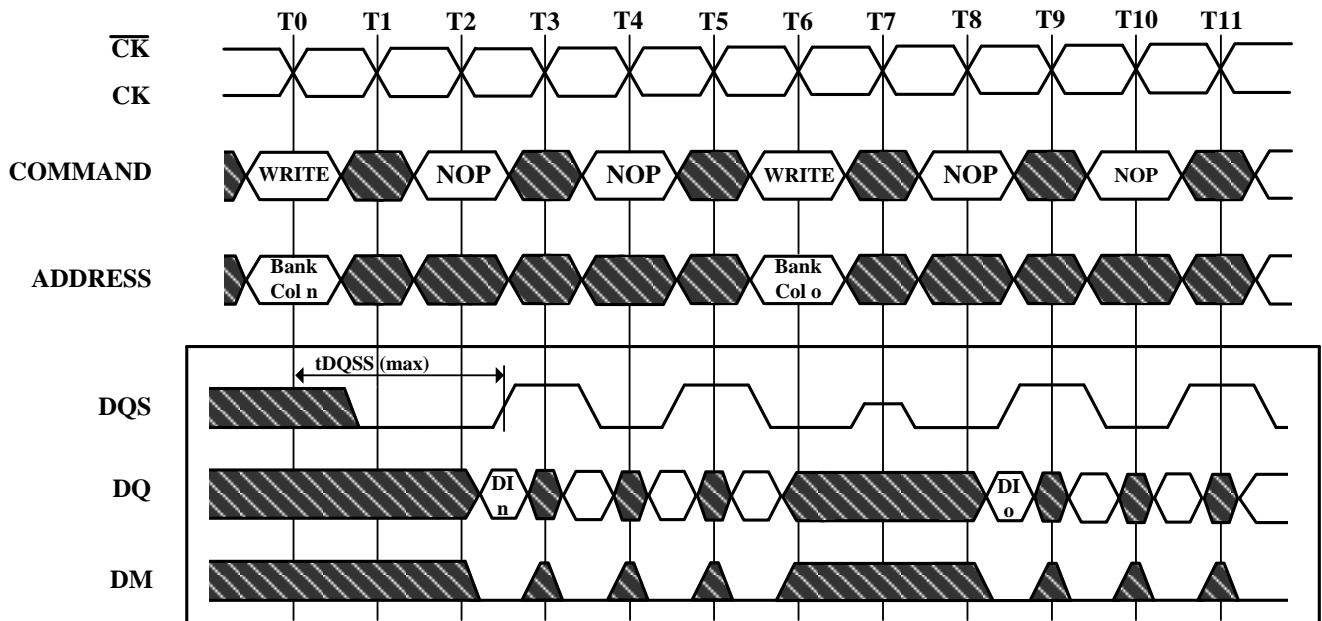 T0 T1 T2 T3 T4 T5 T6 T7 T8 T9 T10 T11
CK
CK
COMMAND WRITE NOP NOP WRITE NOP NOP
ADDRESS Bank Col n Bank Col o
tDQSS (max)
DQS
DQ DI n DI o
DM